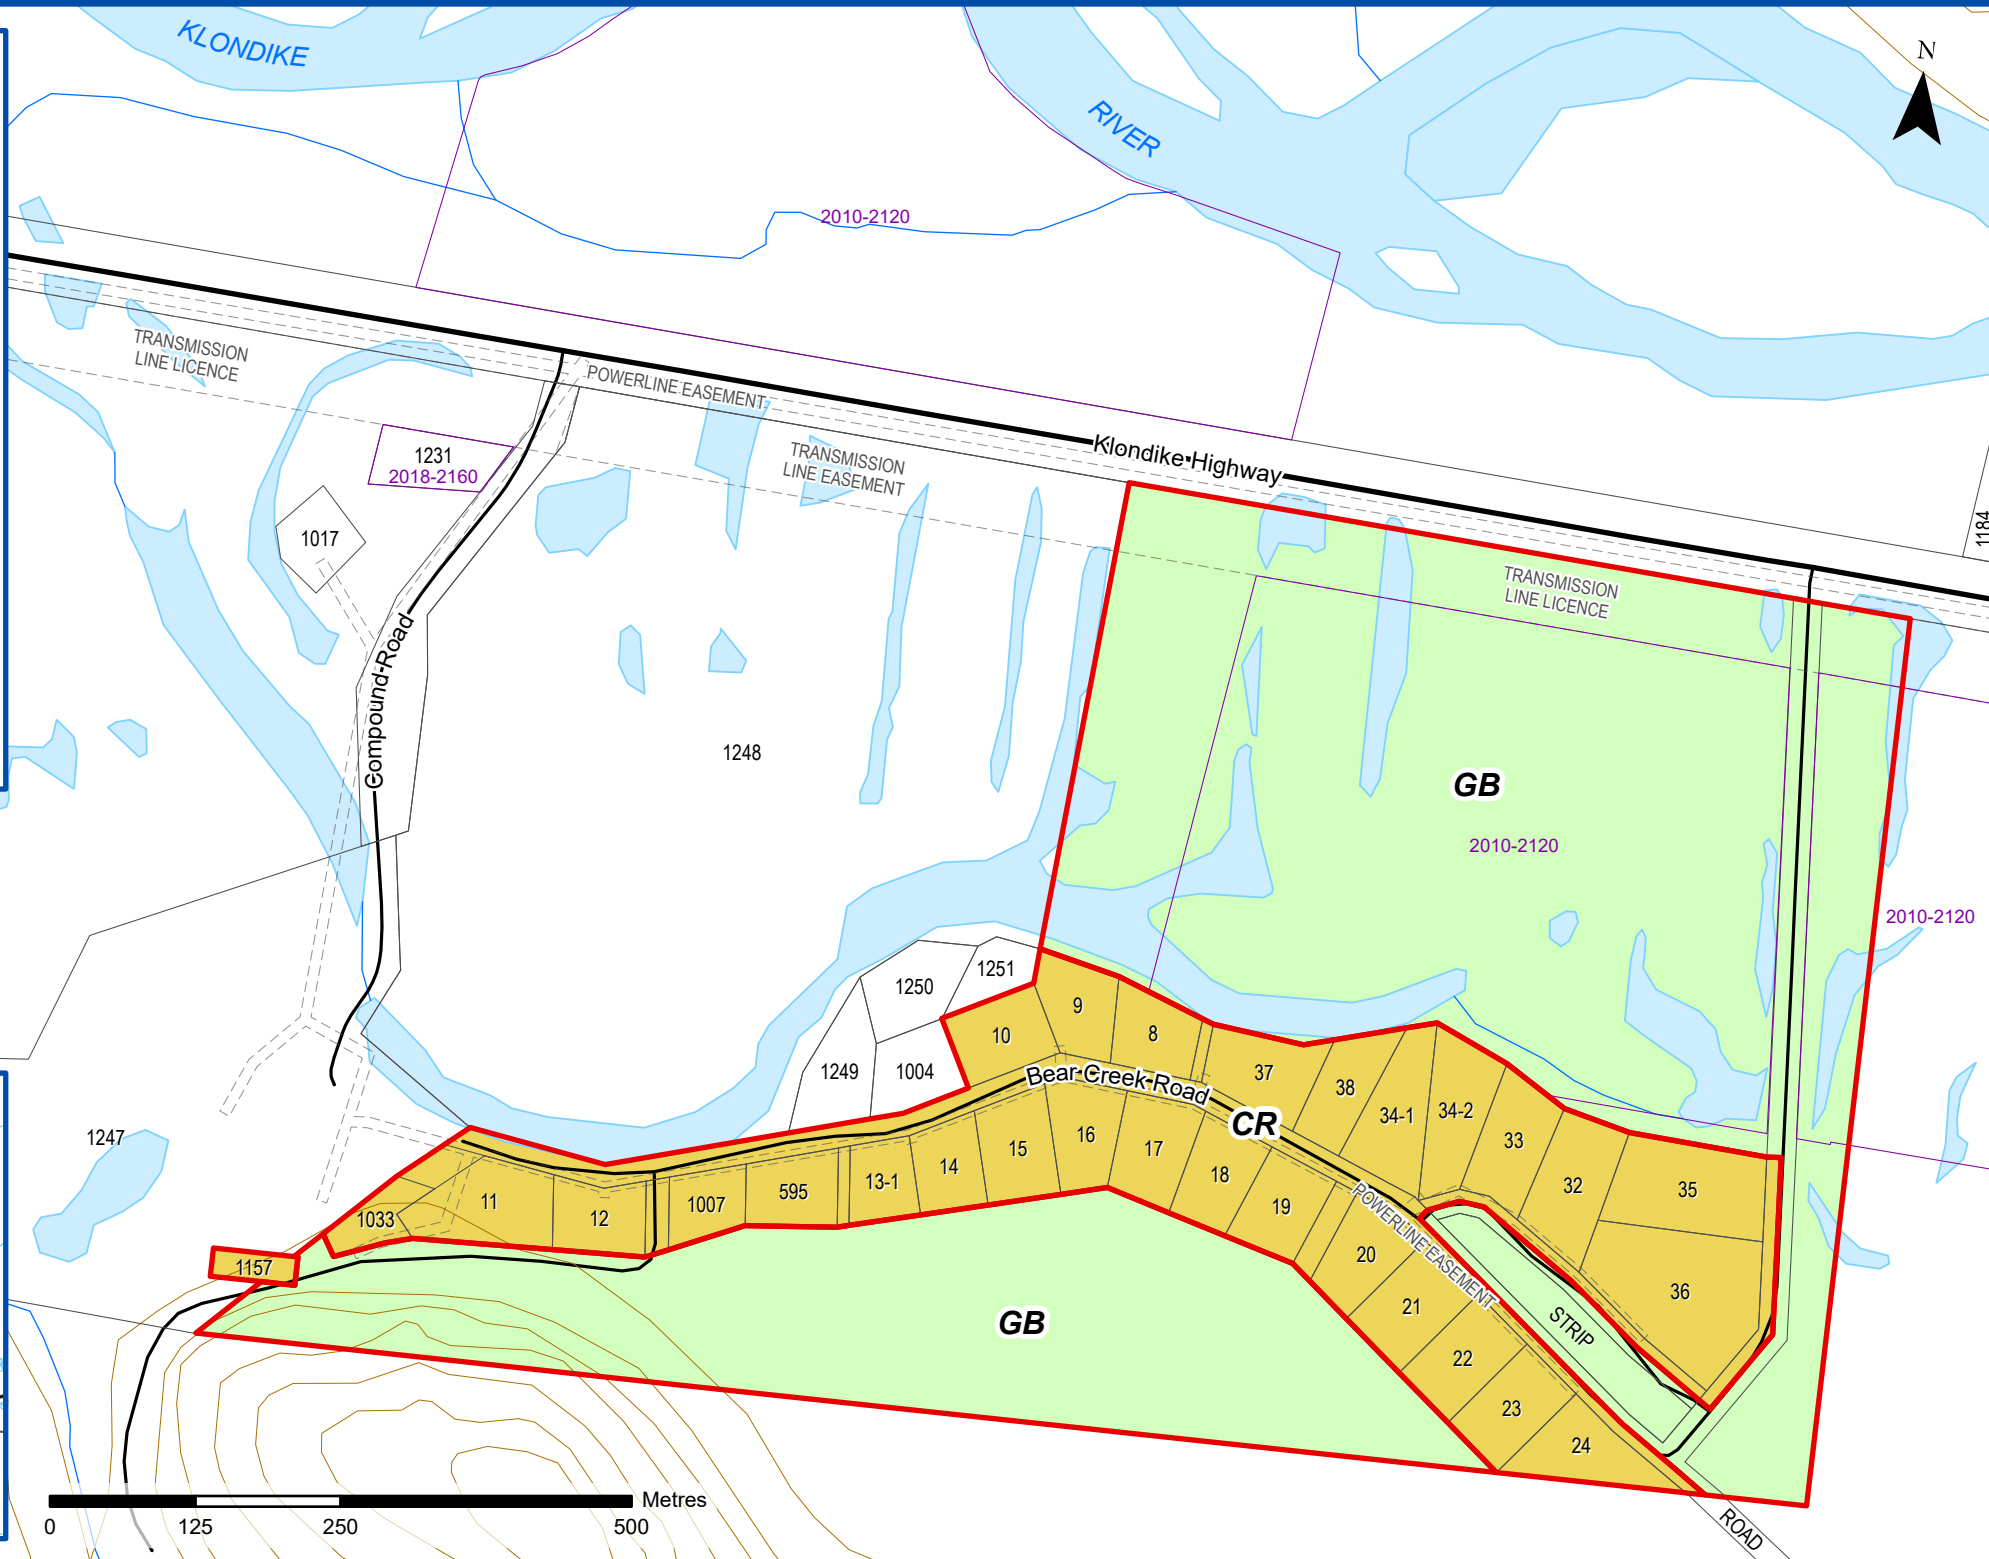 KLONDIKE
RIVER
N
2010-2120
TRANSMISSION
LINE LICENCE
POWERLINE EASEMENT
Klondike Highway
TRANSMISSION
LINE EASEMENT
1231
2018-2160
1017
1184
TRANSMISSION
LINE LICENCE
Compound Road
1248
GB
2010-2120
2010-2120
1251
1250
1249
1004
10
9
8
Bear Creek Road
37
38
34-1
34-2
33
32
35
36
CR
1247
11
12
1007
595
13-1
14
15
16
17
18
19
20
21
22
23
24
1033
1157
POWERLINE EASEMENT
STRIP
GB
ROAD
Metres
0
125
250
500